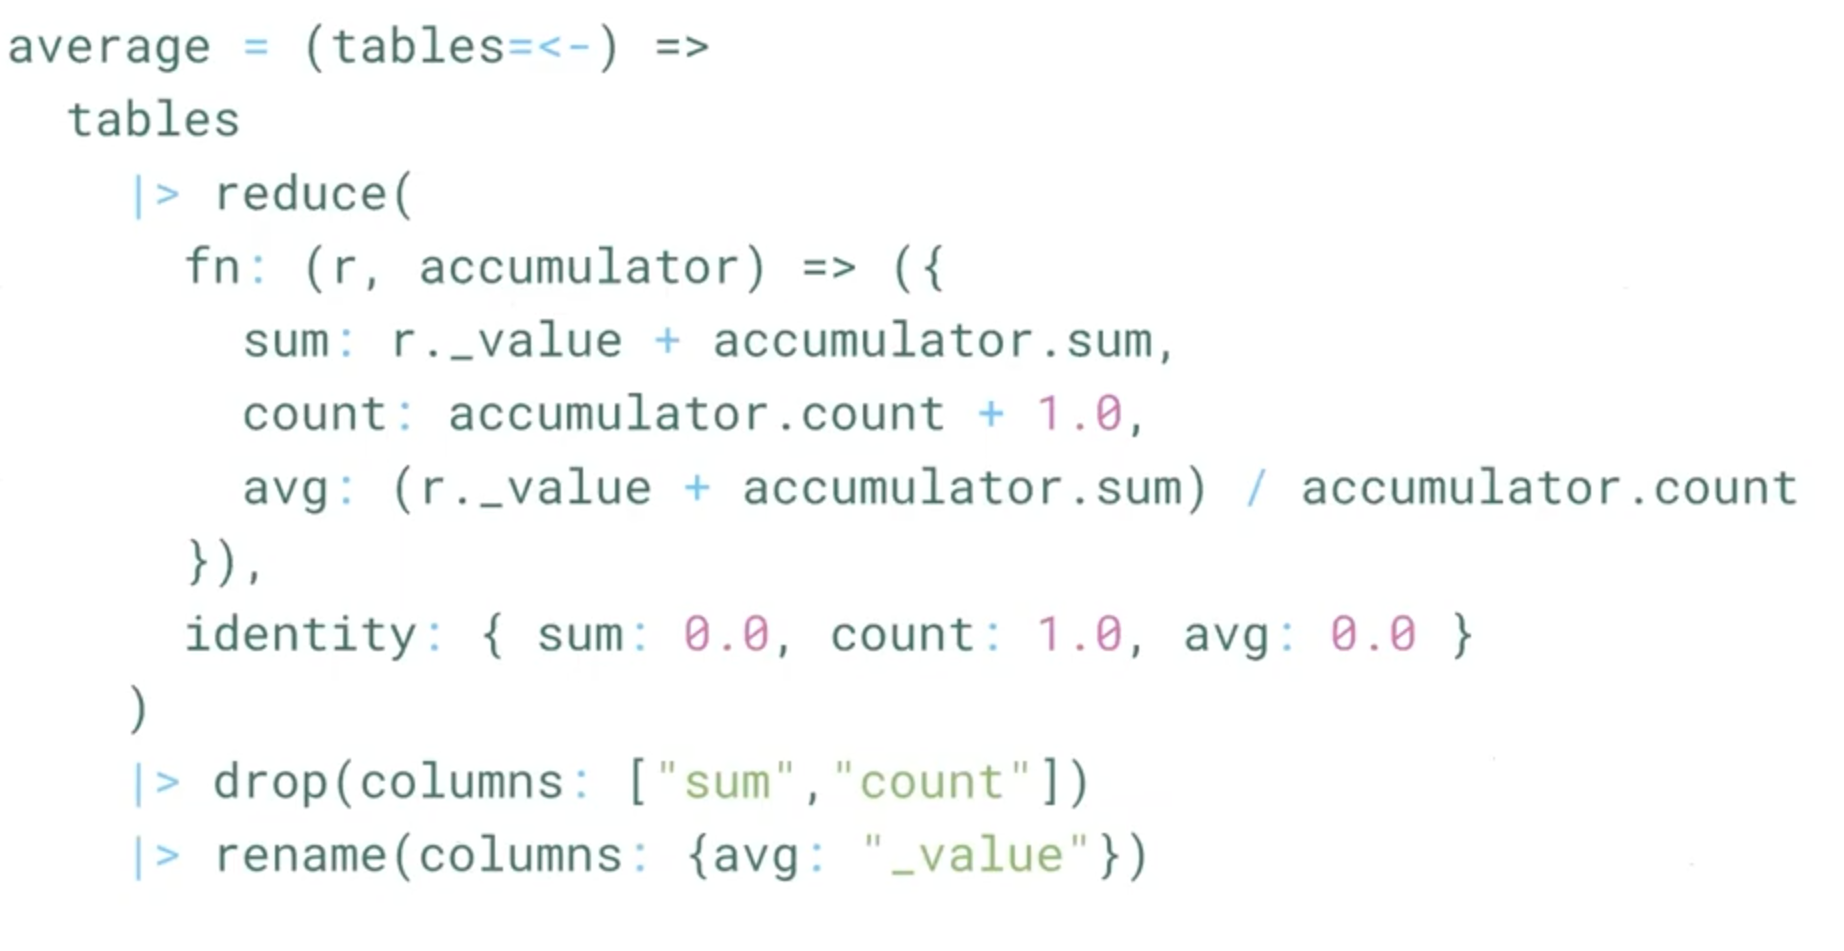 average = (tables=<-) =>
  tables
    |> reduce(
      fn: (r, accumulator) => ({
        sum: r._value + accumulator.sum,
        count: accumulator.count + 1.0,
        avg: (r._value + accumulator.sum) / accumulator.count
      }),
      identity: { sum: 0.0, count: 1.0, avg: 0.0 }
    )
    |> drop(columns: ["sum","count"])
    |> rename(columns: {avg: "_value"})